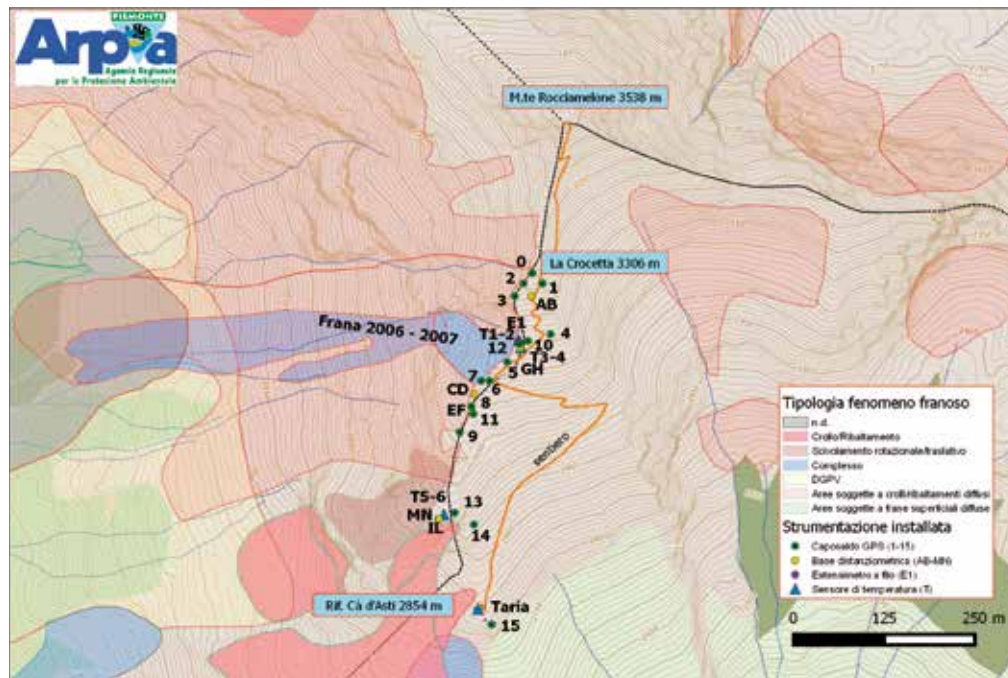 PIEMONTE
Arpa
Agenzia Regionale
per la Protezione Ambientale
M.te Rocciamelone 3538 m
La Crocetta 3306 m
0
2
1
3
AB
E1
4
T1-2
10
12
T3-4
5
GH
7
6
CD
8
EF
11
9
Frana 2006 - 2007
sentiero
T5-6
13
MN
IL
14
Rif. Cà d'Asti 2854 m
Taria
15
Tipologia fenomeno franoso
n.d.
Crollo/Ribaltamento
Scivolamento rotazionale/traslativo
Complesso
DGPV
Aree soggette a crolli/ribaltamenti diffusi
Aree soggette a frane superficiali diffuse
Strumentazione installata
Caposaldo GPS (1-15)
Base distanziometrica (AB-MN)
Estensimetro a filo (E1)
Sensore di temperatura (T)
0 125 250 m